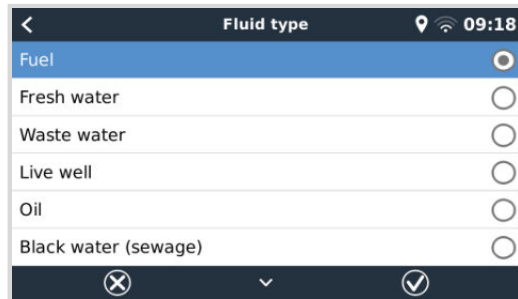 Fluid type 09:18
Fuel
Fresh water
Waste water
Live well
Oil
Black water (sewage)